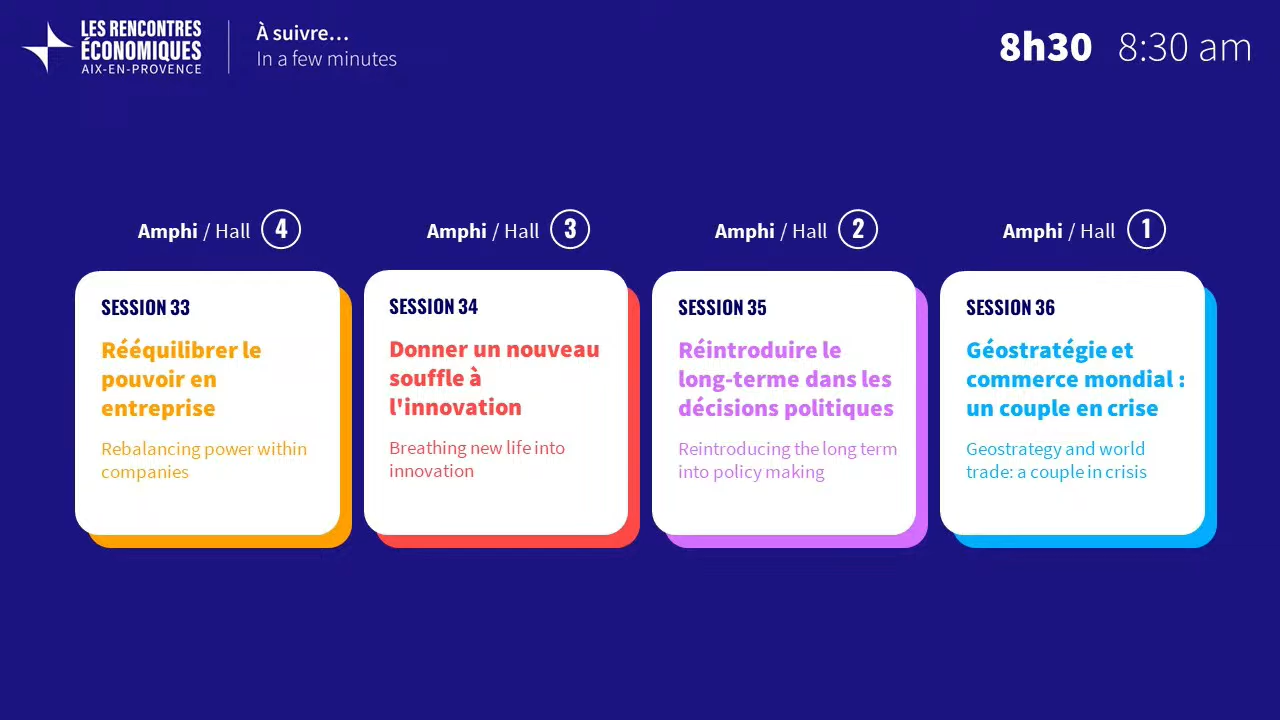 LES RENCONTRES
ÉCONOMIQUES
AIX-EN-PROVENCE
À suivre...
In a few minutes
8h30 8:30 am
Amphi / Hall 4
SESSION 33
Rééquilibrer le
pouvoir en
entreprise
Rebalancing power within
companies
Amphi / Hall 3
SESSION 34
Donner un nouveau
souffle à
l'innovation
Breathing new life into
innovation
Amphi / Hall 2
SESSION 35
Réintroduire le
long-terme dans les
décisions politiques
Reintroducing the long term
into policy making
Amphi / Hall 1
SESSION 36
Géostratégie et
commerce mondial :
un couple en crise
Geostrategy and world
trade: a couple in crisis